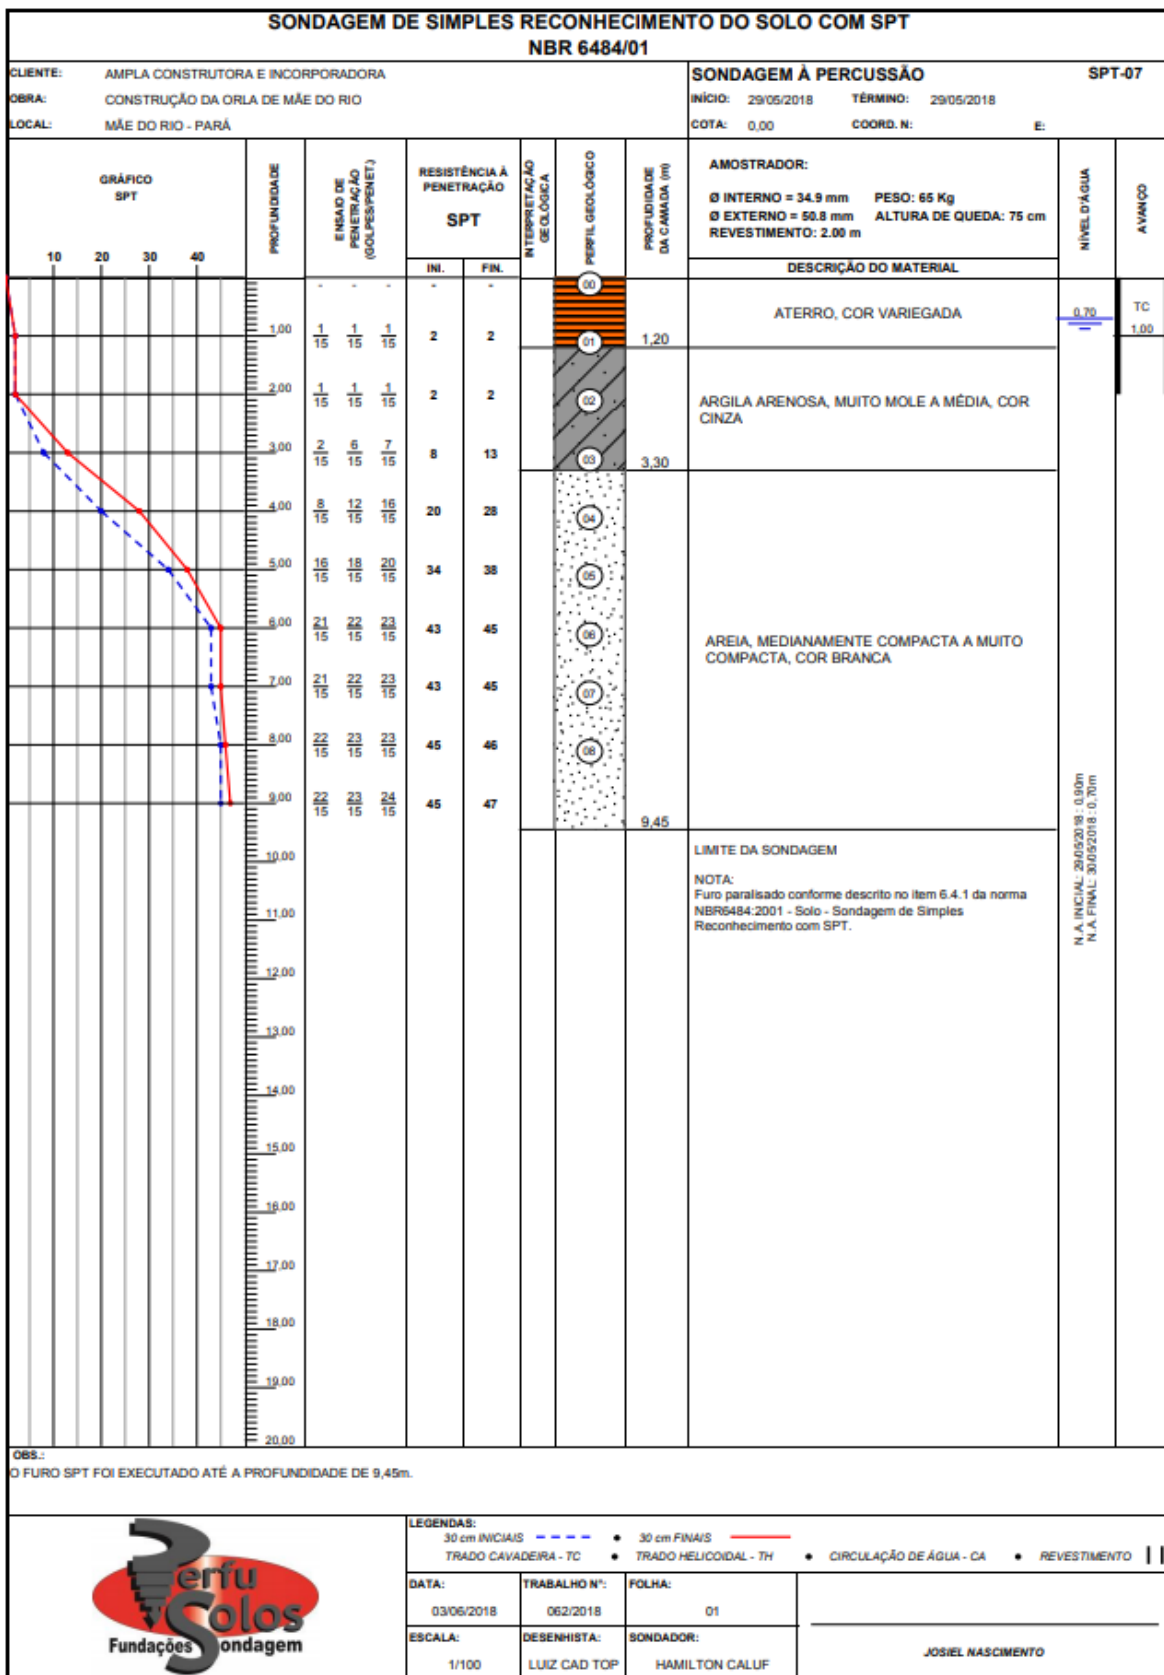 SONDAGEM DE SIMPLES RECONHECIMENTO DO SOLO COM SPT
NBR 6484/01
CLIENTE: AMPLA CONSTRUTORA E INCORPORADORA
OBRA: CONSTRUÇÃO DA ORLA DE MÃE DO RIO
LOCAL: MÃE DO RIO - PARÁ
SONDAGEM À PERCUSSÃO SPT-07
INÍCIO: 29/05/2018 TÉRMINO: 29/05/2018
COTA: 0,00 COORD. N: E:
GRÁFICO
SPT
10 20 30 40
PROFUNDIDADE
ENSAIO DE
PENETRAÇÃO
(GOLPES/PENET.)
RESISTÊNCIA À
PENETRAÇÃO
SPT
INI. FIN.
INTERPRETAÇÃO
GEOLÓGICA
PERFIL GEOLÓGICO
PROFUDIDADE
DA CAMADA (m)
AMOSTRADOR:
Ø INTERNO = 34.9 mm PESO: 65 Kg
Ø EXTERNO = 50.8 mm ALTURA DE QUEDA: 75 cm
REVESTIMENTO: 2.00 m
DESCRIÇÃO DO MATERIAL
NÍVEL D'ÁGUA
AVANÇO
- - - - - 00
1,00 1/15 1/15 1/15 2 2 01 1,20
ATERRO, COR VARIEGADA
0,70
TC
1,00
2,00 1/15 1/15 1/15 2 2 02
ARGILA ARENOSA, MUITO MOLE A MÉDIA, COR
CINZA
3,00 2/15 6/15 7/15 8 13 03 3,30
4,00 8/15 12/15 16/15 20 28 04
5,00 16/15 18/15 20/15 34 38 05
6,00 21/15 22/15 23/15 43 45 06
AREIA, MEDIANAMENTE COMPACTA A MUITO
COMPACTA, COR BRANCA
7,00 21/15 22/15 23/15 43 45 07
8,00 22/15 23/15 23/15 45 46 08
9,00 22/15 23/15 24/15 45 47 9,45
10,00
11,00
12,00
13,00
14,00
15,00
16,00
17,00
18,00
19,00
20,00
LIMITE DA SONDAGEM
NOTA:
Furo paralisado conforme descrito no item 6.4.1 da norma
NBR6484:2001 - Solo - Sondagem de Simples
Reconhecimento com SPT.
N.A. INICIAL: 29/05/2018 : 0,90m
N.A. FINAL: 30/05/2018 : 0,70m
OBS.:
O FURO SPT FOI EXECUTADO ATÉ A PROFUNDIDADE DE 9,45m.
Perfu
Solos
Fundações Sondagem
LEGENDAS:
30 cm INICIAIS • 30 cm FINAIS
TRADO CAVADEIRA - TC • TRADO HELICOIDAL - TH • CIRCULAÇÃO DE ÁGUA - CA • REVESTIMENTO
DATA: TRABALHO Nº: FOLHA:
03/06/2018 062/2018 01
ESCALA: DESENHISTA: SONDADOR:
1/100 LUIZ CAD TOP HAMILTON CALUF
JOSIEL NASCIMENTO